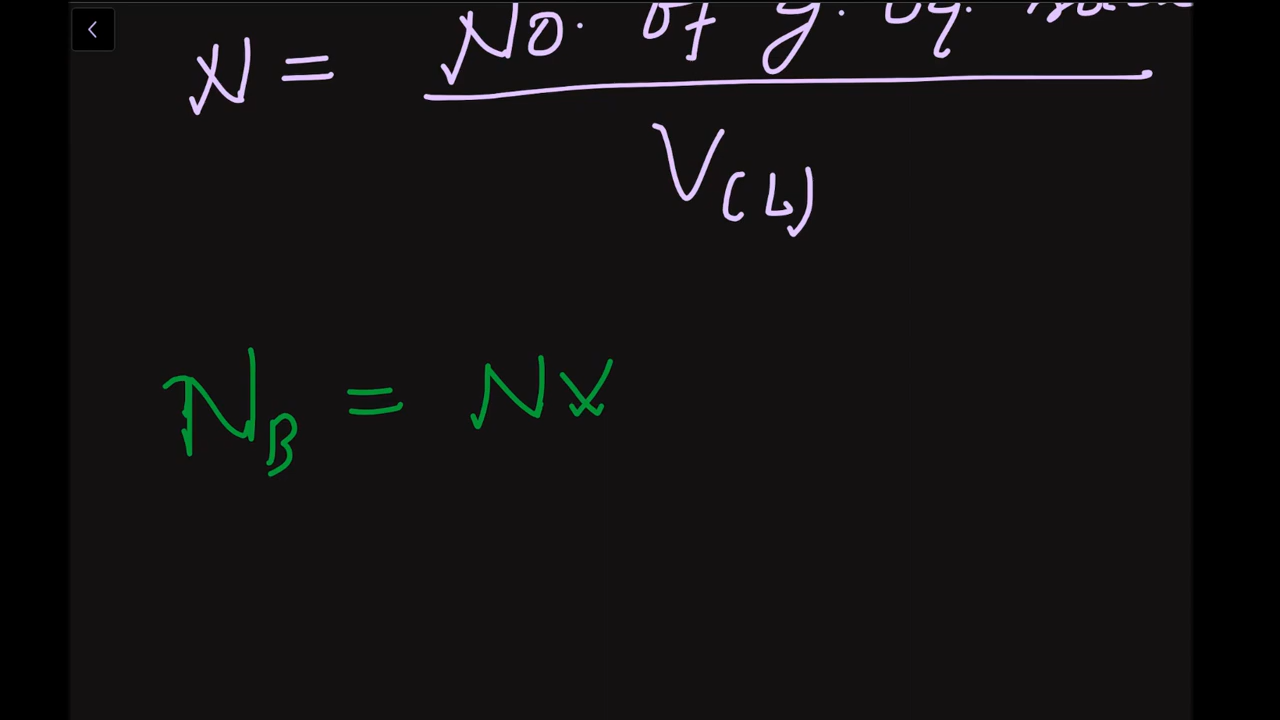 N = No. of g. eq.
V(L)
N_B = N x